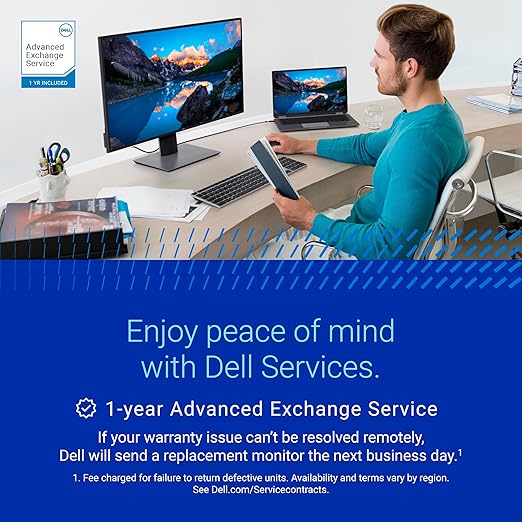 DELL
Advanced
Exchange
Service
1 YR INCLUDED
Enjoy peace of mind
with Dell Services.
1-year Advanced Exchange Service
If your warranty issue can't be resolved remotely,
Dell will send a replacement monitor the next business day.¹
1. Fee charged for failure to return defective units. Availability and terms vary by region.
See Dell.com/Servicecontracts.